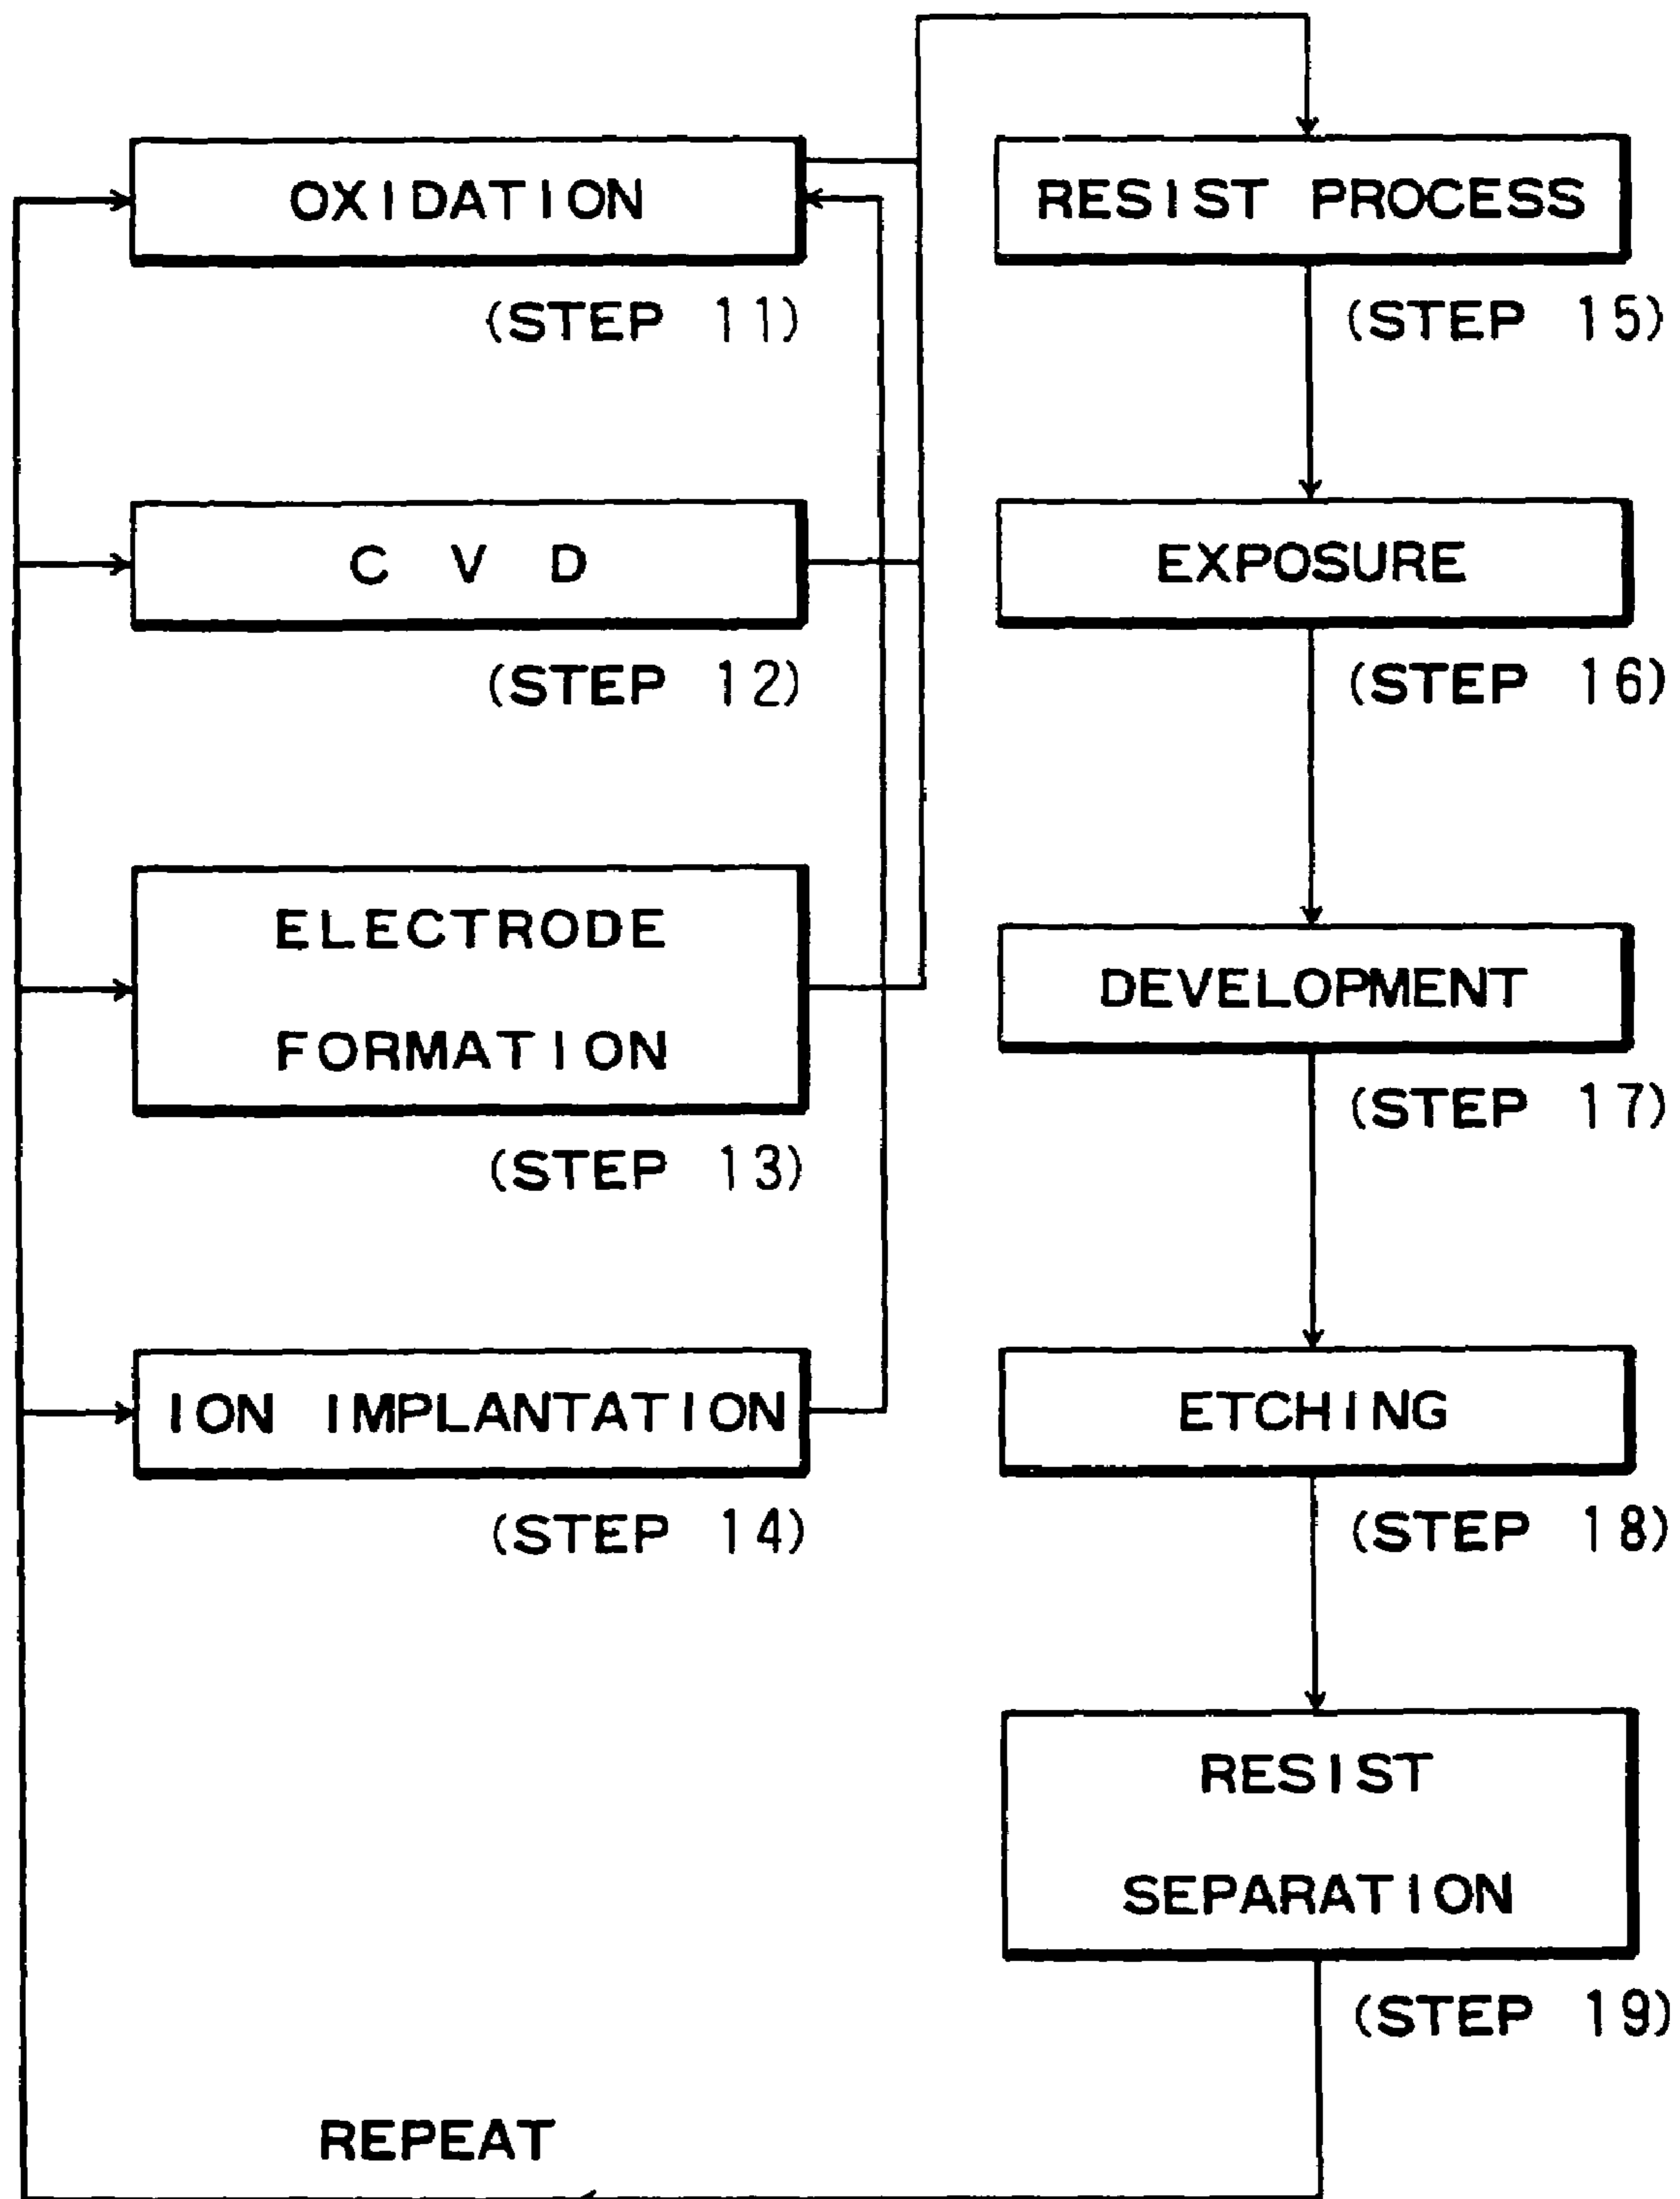 OXIDATION
(STEP 11)
CVD
(STEP 12)
ELECTRODE
FORMATION
(STEP 13)
ION IMPLANTATION
(STEP 14)
RESIST PROCESS
(STEP 15)
EXPOSURE
(STEP 16)
DEVELOPMENT
(STEP 17)
ETCHING
(STEP 18)
RESIST
SEPARATION
(STEP 19)
REPEAT